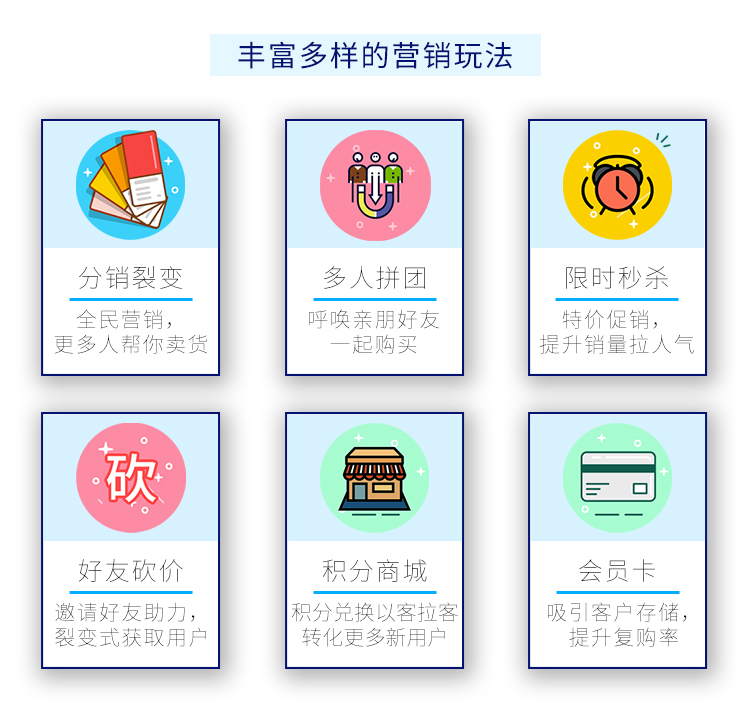 丰富多样的营销玩法
分销裂变
全民营销，
更多人帮你卖货
多人拼团
呼唤亲朋好友
一起购买
限时秒杀
特价促销，
提升销量拉人气
砍
好友砍价
邀请好友助力，
裂变式获取用户
积分商城
积分兑换以客拉客
转化更多新用户
会员卡
吸引客户存储，
提升复购率